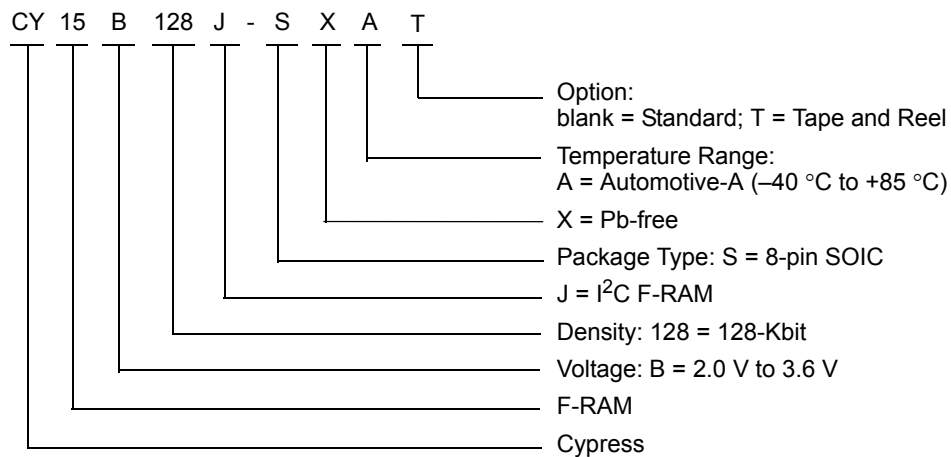 CY 15 B 128 J - S X A T
Option:
blank = Standard; T = Tape and Reel
Temperature Range:
A = Automotive-A (–40 °C to +85 °C)
X = Pb-free
Package Type: S = 8-pin SOIC
J = I²C F-RAM
Density: 128 = 128-Kbit
Voltage: B = 2.0 V to 3.6 V
F-RAM
Cypress